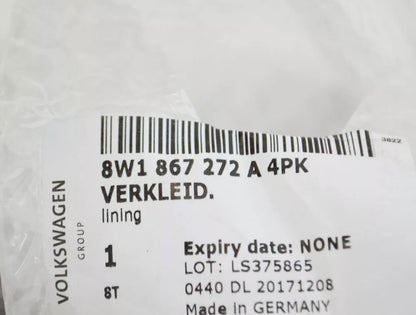 3022
8W1 867 272 A 4PK
VERKLEID.
lining
VOLKSWAGEN
GROUP
1
8T
Expiry date: NONE
LOT: LS375865
0440 DL 20171208
Made in GERMANY